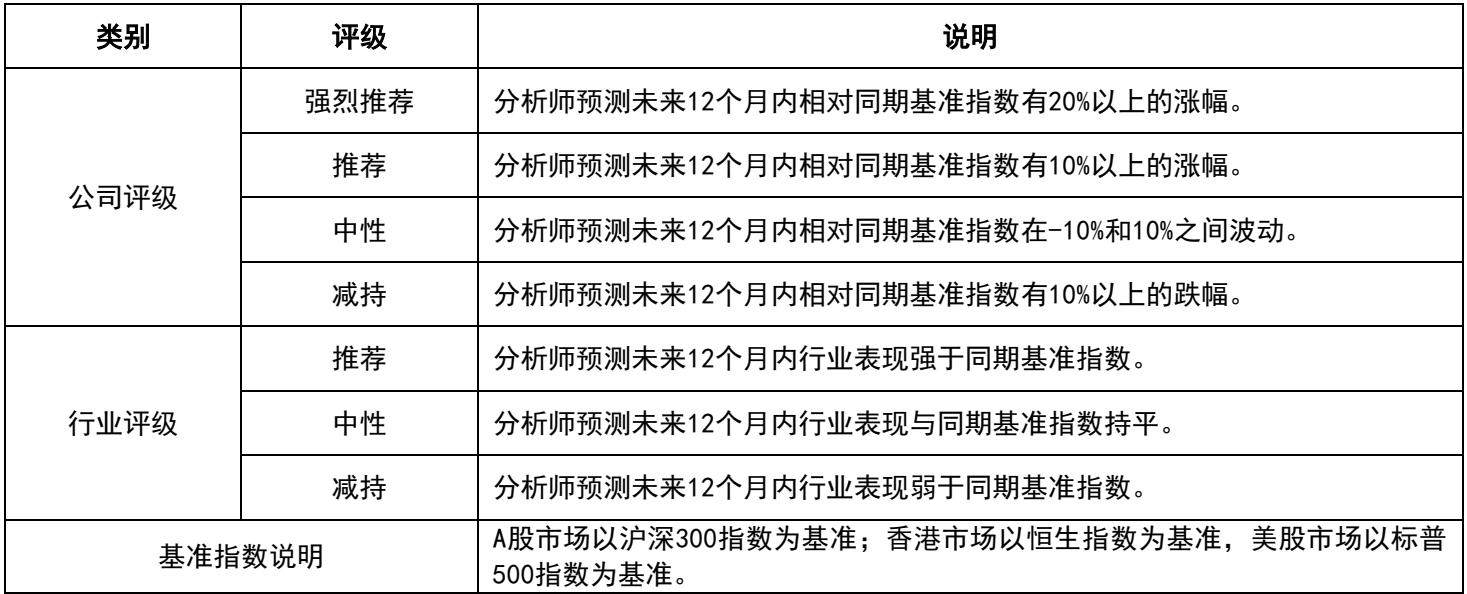 类别 评级 说明
公司评级
强烈推荐 分析师预测未来12个月内相对同期基准指数有20%以上的涨幅。
推荐 分析师预测未来12个月内相对同期基准指数有10%以上的涨幅。
中性 分析师预测未来12个月内相对同期基准指数在-10%和10%之间波动。
减持 分析师预测未来12个月内相对同期基准指数有10%以上的跌幅。
行业评级
推荐 分析师预测未来12个月内行业表现强于同期基准指数。
中性 分析师预测未来12个月内行业表现与同期基准指数持平。
减持 分析师预测未来12个月内行业表现弱于同期基准指数。
基准指数说明
A股市场以沪深300指数为基准；香港市场以恒生指数为基准，美股市场以标普
500指数为基准。